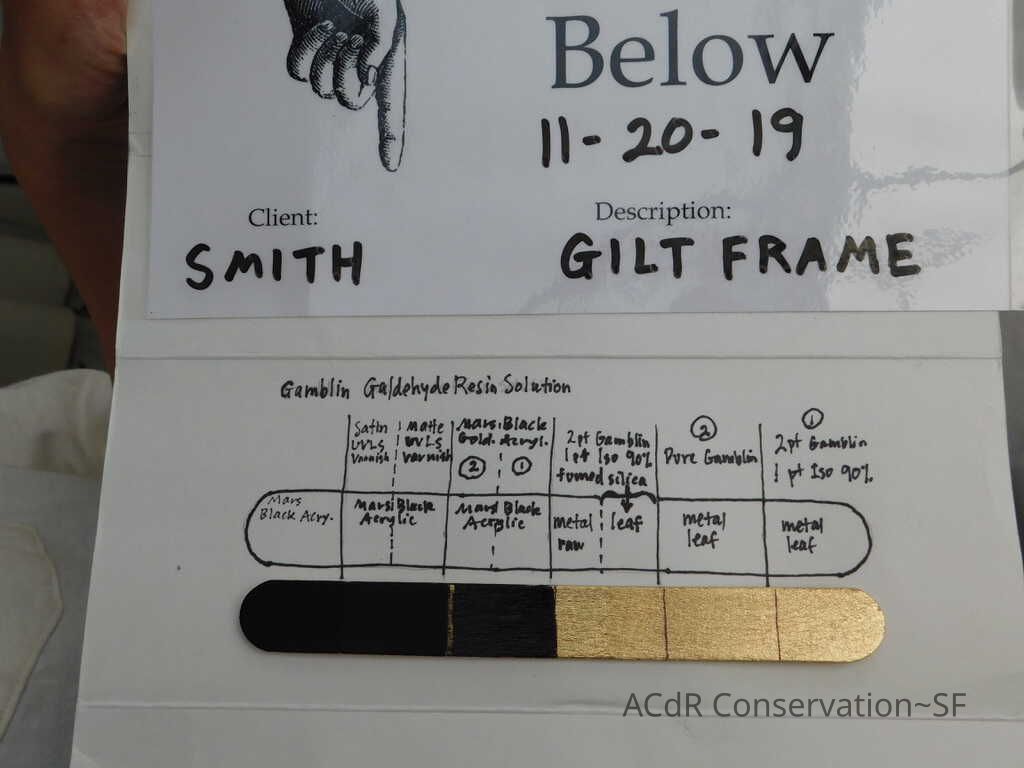 Below
11-20-19
Client:
Description:
SMITH
GILT FRAME
Gamblin Galdehyde Resin Solution
Satin
UVLS
Varnish
Matte
UVLS
varnish
Mars Black
Gold. Acryl.
② ①
2pt Gamblin
1pt Iso 90%
fumed silica
②
Pure Gamblin
①
2pt Gamblin
1 pt Iso 90%
Mars
Black Acry.
Mars Black
Acrylic
Mars Black
Acrylic
metal
raw
leaf
metal
leaf
metal
leaf
ACdR Conservation~SF